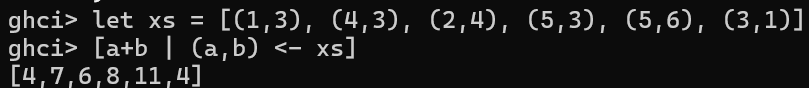 ghci> let xs = [(1,3), (4,3), (2,4), (5,3), (5,6), (3,1)]
ghci> [a+b | (a,b) <- xs]
[4,7,6,8,11,4]